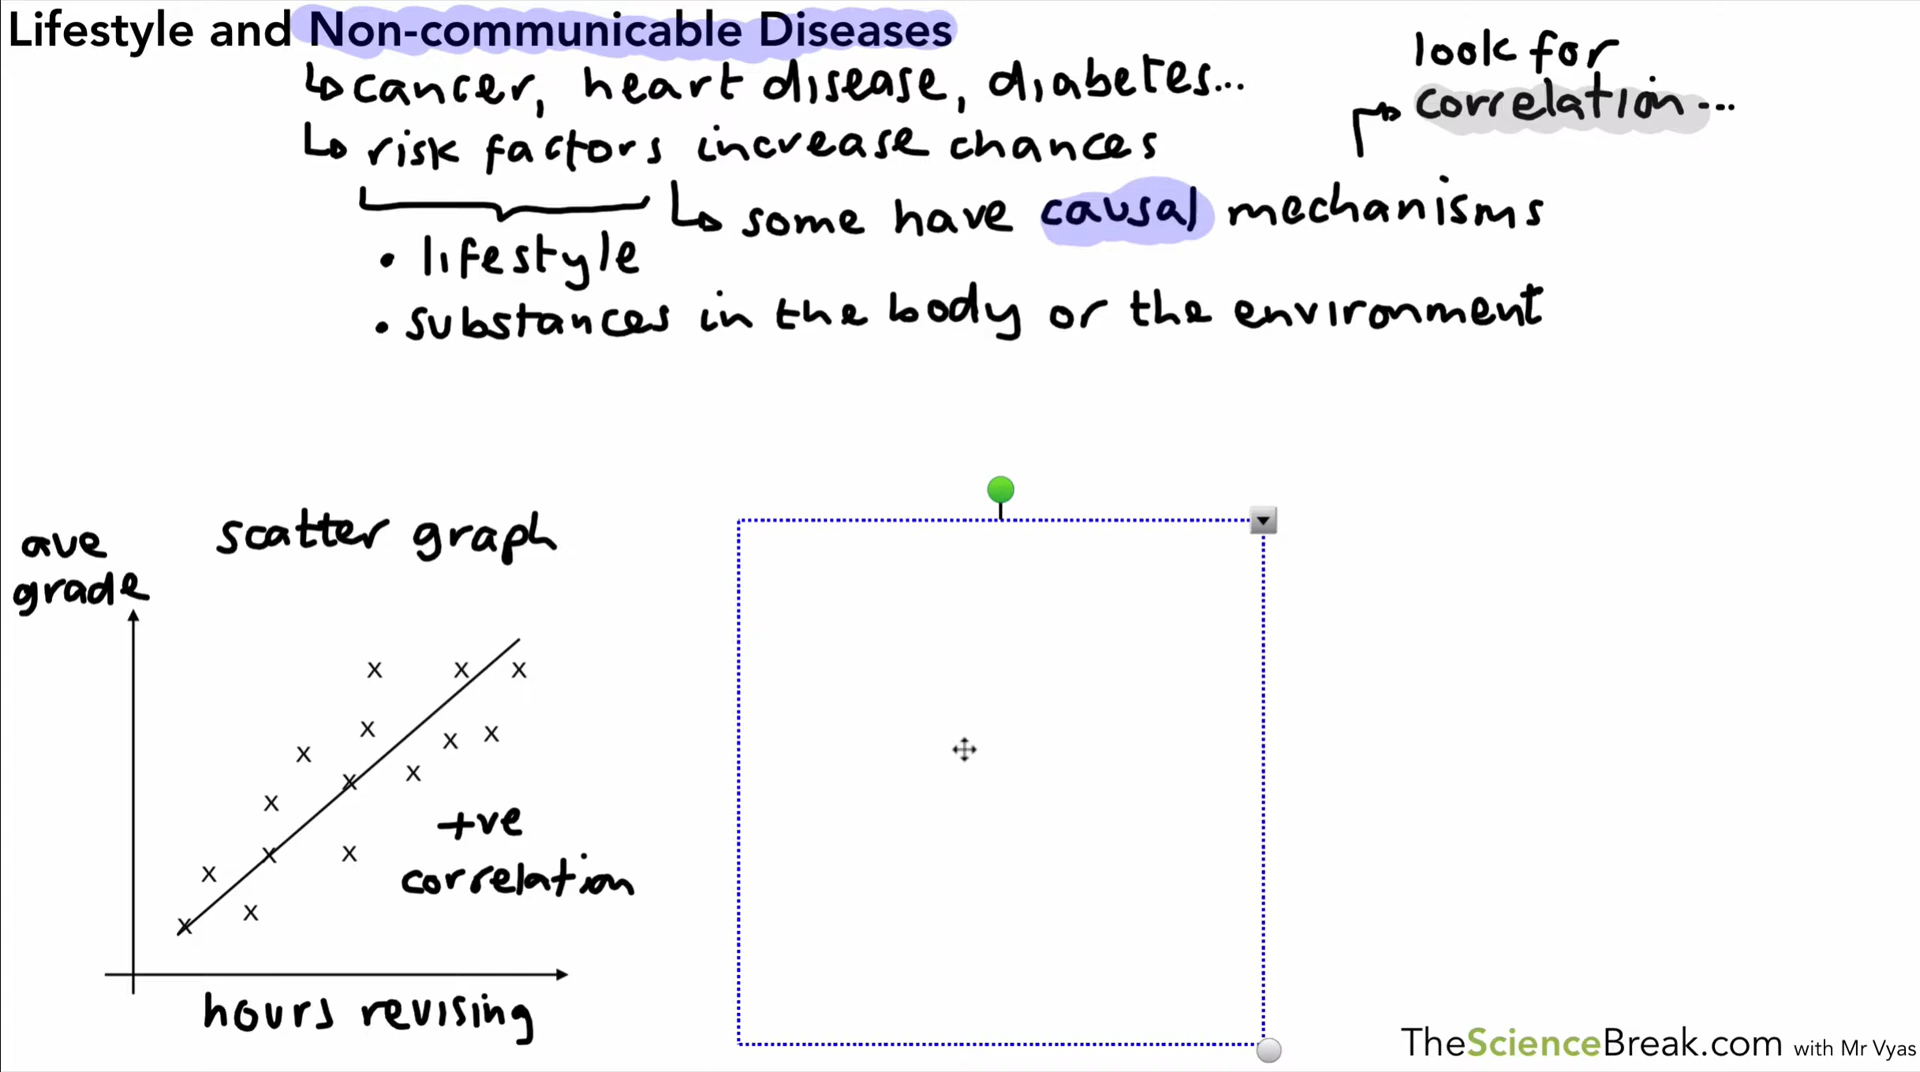 Lifestyle and Non-communicable Diseases
look for
↳ cancer, heart disease, diabetes...
correlation...
↳ risk factors increase chances
↳ some have causal mechanisms
• lifestyle
• substances in the body or the environment
scatter graph
ave
grade
+ve
correlation
hours revising
TheScienceBreak.com with Mr Vyas